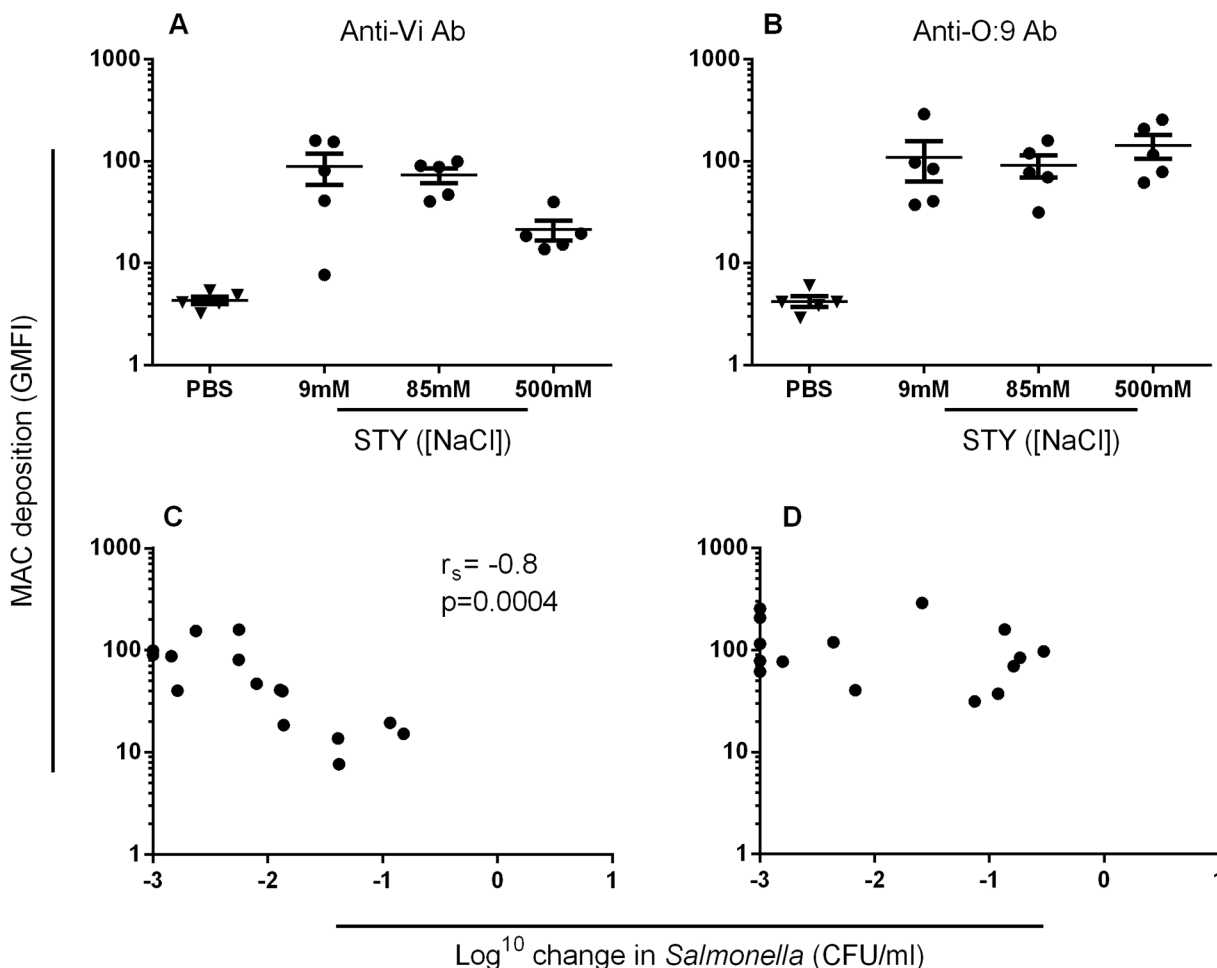 A
Anti-Vi Ab
B
Anti-O:9 Ab
MAC deposition (GMFI)
1000
100
10
1
PBS 9mM 85mM 500mM
STY ([NaCl])
1000
100
10
1
PBS 9mM 85mM 500mM
STY ([NaCl])
C
rs= -0.8
p=0.0004
1000
100
10
1
-3 -2 -1 0 1
D
1000
100
10
1
-3 -2 -1 0 1
Log10 change in Salmonella (CFU/ml)